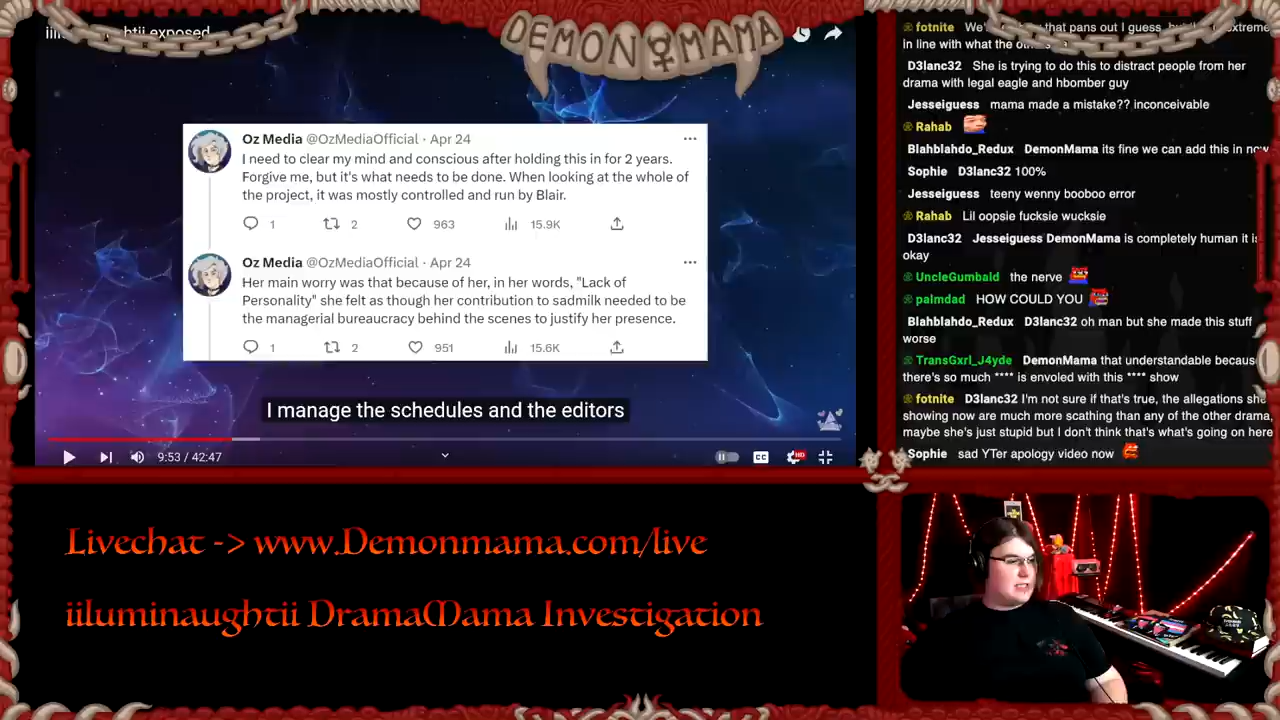 exposed
DEMON MAMA
Oz Media @OzMediaOfficial · Apr 24
I need to clear my mind and conscious after holding this in for 2 years.
Forgive me, but it's what needs to be done. When looking at the whole of
the project, it was mostly controlled and run by Blair.
1 2 963 15.9K
Oz Media @OzMediaOfficial · Apr 24
Her main worry was that because of her, in her words, "Lack of
Personality" she felt as though her contribution to sadmilk needed to be
the managerial bureaucracy behind the scenes to justify her presence.
1 2 951 15.6K
I manage the schedules and the editors
9:53 / 42:47
CC
HD
fotnite that pans out I guess,
in line with what the
D3lanc32 She is trying to do this to distract people from her
drama with legal eagle and hbomber guy
Jesseiguess mama made a mistake?? inconceivable
Rahab
Blahblahdo_Redux DemonMama its fine we can add this in now
Sophie D3lanc32 100%
Jesseiguess teeny wenny booboo error
Rahab Lil oopsie fucksie wucksie
D3lanc32 Jesseiguess DemonMama is completely human it is
okay
UncleGumbald the nerve
palmdad HOW COULD YOU
Blahblahdo_Redux D3lanc32 oh man but she made this stuff
worse
TransGxrl_J4yde DemonMama that understandable because
there's so much **** is envoled with this **** show
fotnite D3lanc32 I'm not sure if that's true, the allegations she
showing now are much more scathing than any of the other drama,
maybe she's just stupid but I don't think that's what's going on here
Sophie sad YTer apology video now
Livechat -> www.Demonmama.com/live
iiluminaughtii DramaMama Investigation